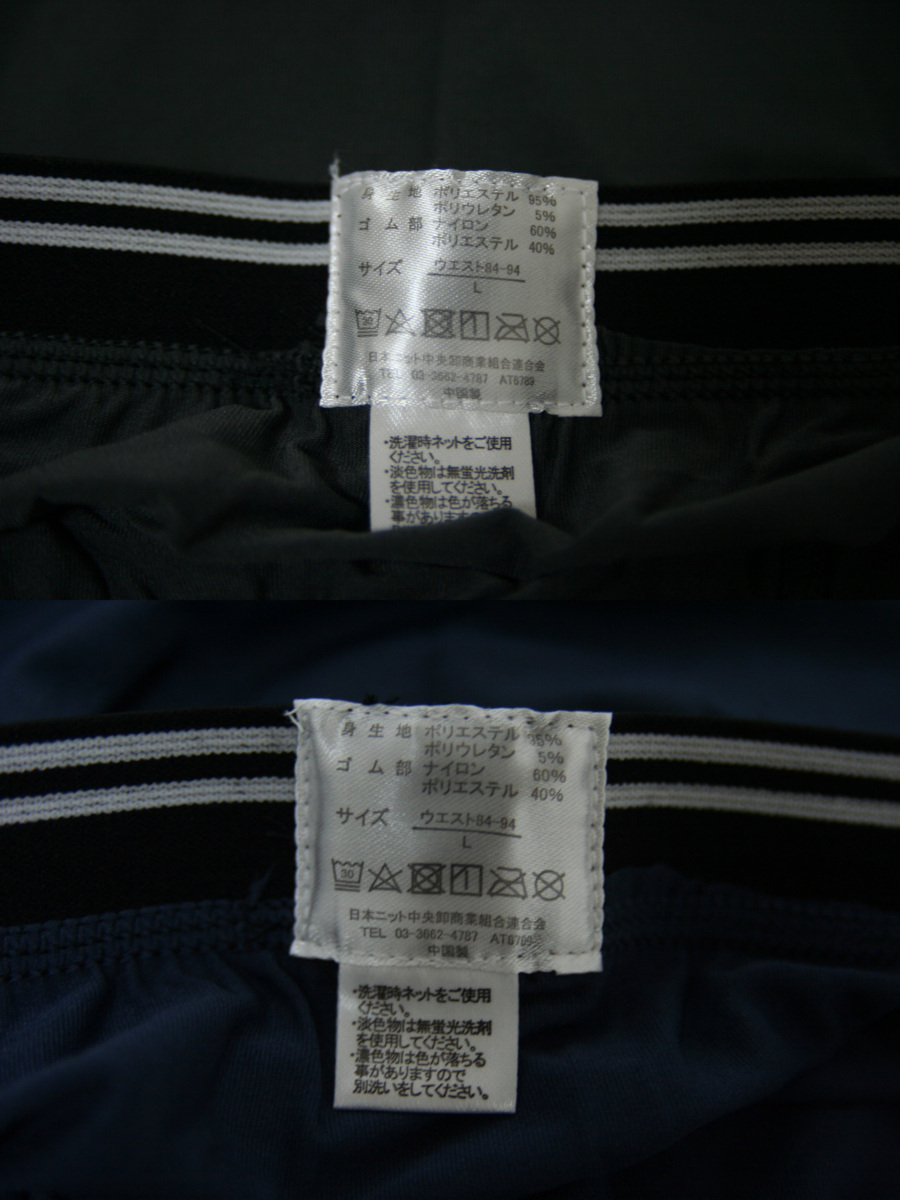 身生地 ポリエステル 95%
ポリウレタン 5%
ゴム部 ナイロン 60%
ポリエステル 40%
サイズ ウエスト84-94
L
30
日本ニット中央卸商業組合連合会
TEL 03-3662-4787 AT6789
中国製
・洗濯時ネットをご使用
ください。
・淡色物は無蛍光洗剤
を使用してください。
・濃色物は色が落ちる
事がありますの
身生地 ポリエステル 95%
ポリウレタン 5%
ゴム部 ナイロン 60%
ポリエステル 40%
サイズ ウエスト84-94
L
30
日本ニット中央卸商業組合連合会
TEL 03-3662-4787 AT6789
中国製
・洗濯時ネットをご使用
ください。
・淡色物は無蛍光洗剤
を使用してください。
・濃色物は色が落ちる
事がありますので
別洗いをしてください。